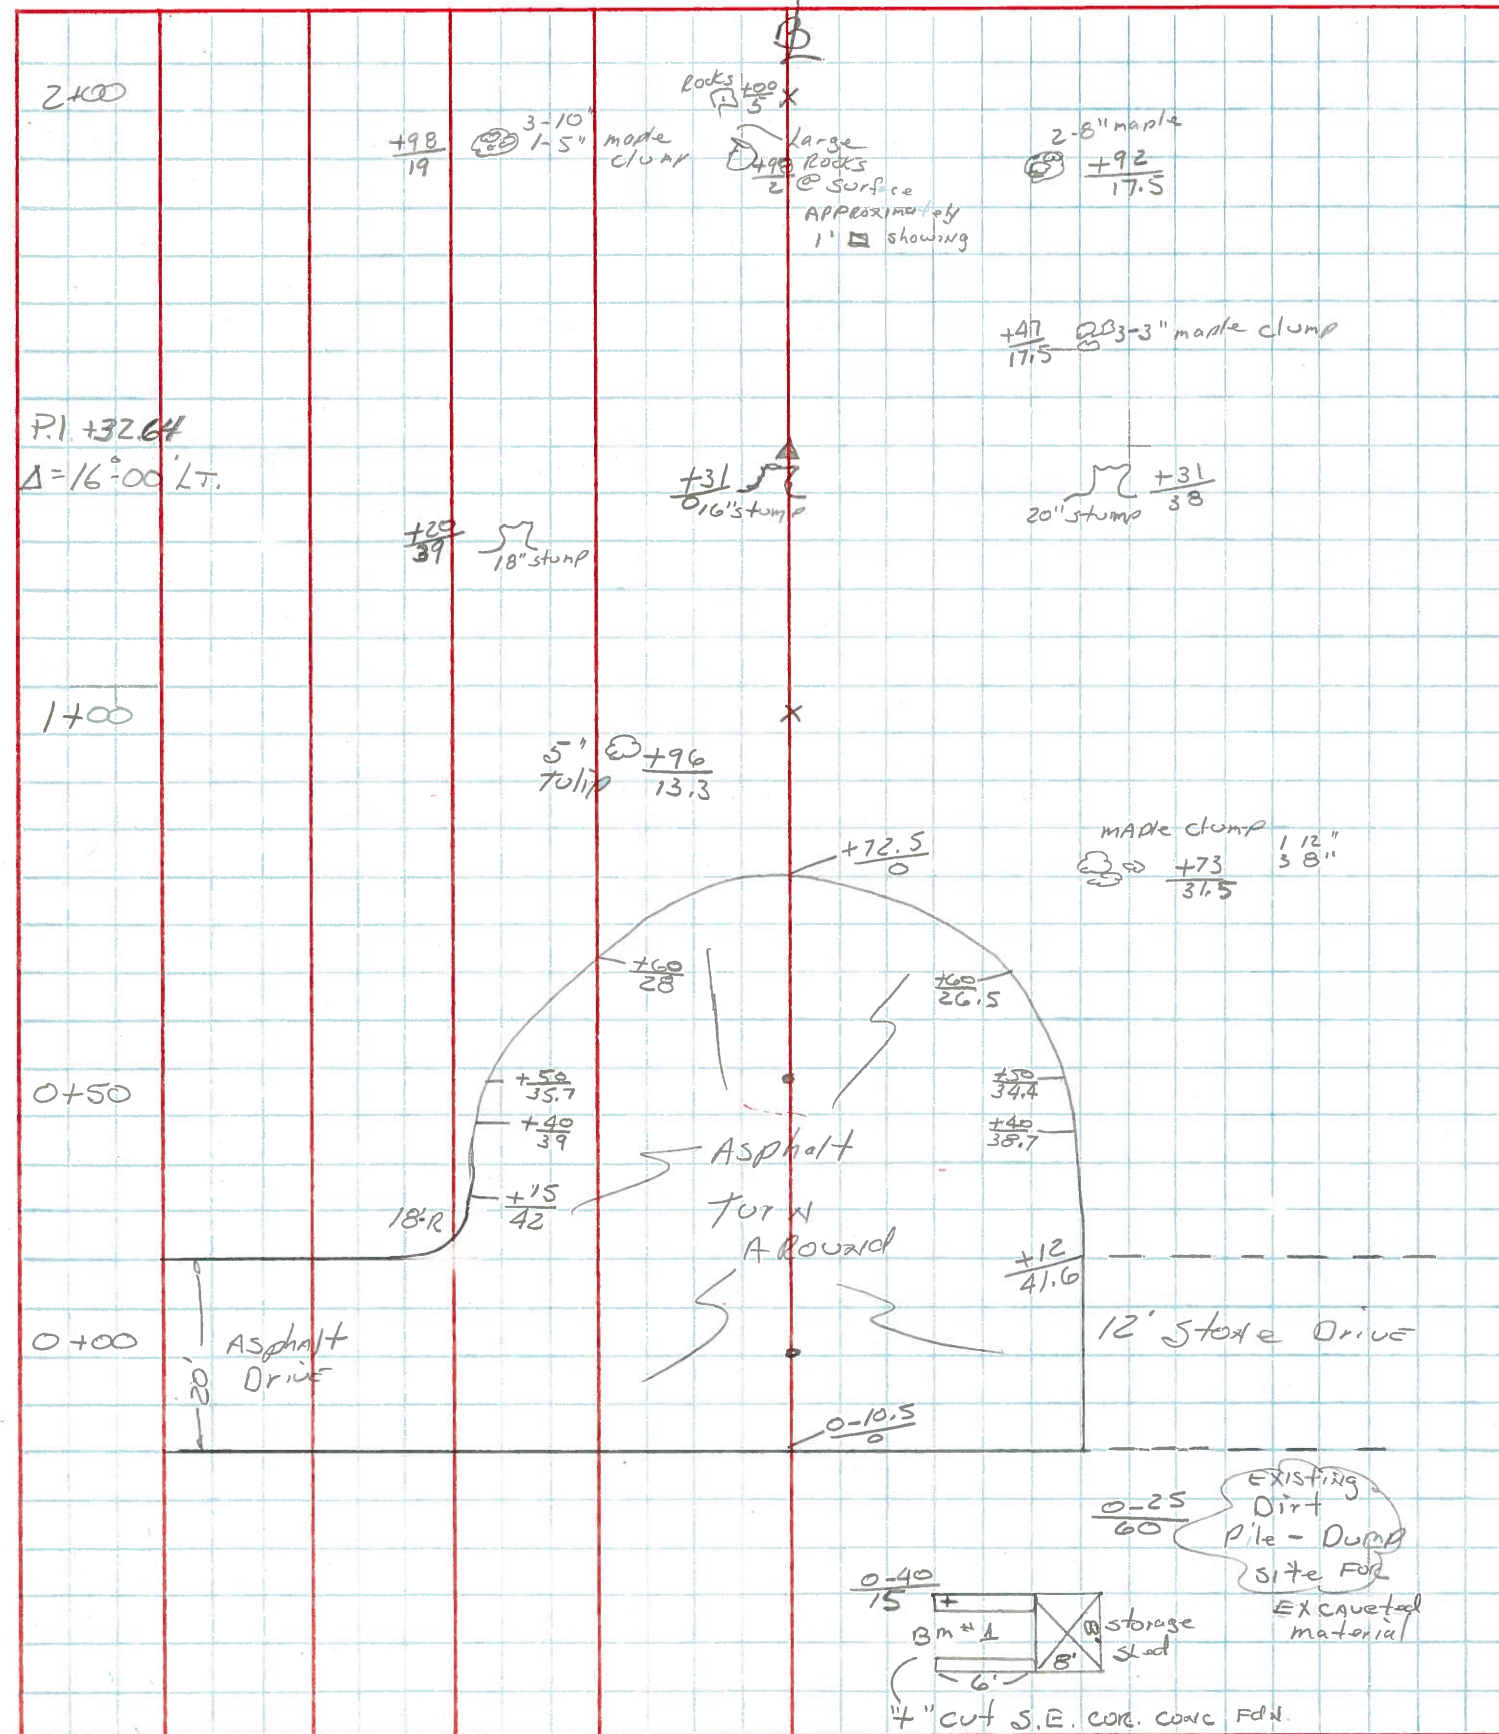 B
2+00
Rocks +00
5
+98
19
3-10"
1-5" maple
clump
Large
+98 Rocks
2 @ Surface
APPROXimately
1' showing
2-8" maple
+92
17.5
+47
17.5
3-3" maple clump
P.I. +32.64
Δ=16°-00' LT.
+31
0
16" stump
+31
38
20" stump
+20
39
18" stump
1+00
5" +96
Tulip 13.3
+72.5
0
MAPle clump 1 12"
3 8"
+73
31.5
+60
28
+60
26.5
0+50
+50
35.7
+50
34.4
+40
39
+40
38.7
Asphalt
Turn
ARound
+15
42
18'R
+12
41.6
0+00
20'
Asphalt
Drive
12' Stone Drive
0-10.5
0
0-25
60
EXisting
Dirt
Pile - Dump
site FOR
EXcaveted
material
0-40
15
+
Bm #1
8'
8'
storage
shed
6'
"+" cut S.E. cor. conc Fdn.